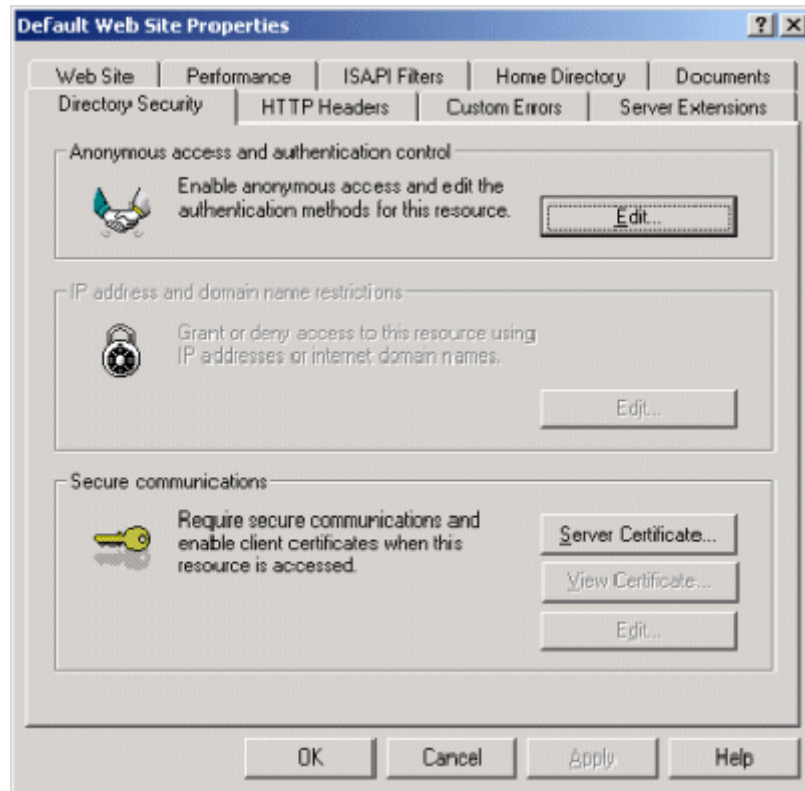 Default Web Site Properties
? X
Web Site Performance ISAPI Filters Home Directory Documents
Directory Security HTTP Headers Custom Errors Server Extensions
Anonymous access and authentication control
Enable anonymous access and edit the
authentication methods for this resource.
Edit...
IP address and domain name restrictions
Grant or deny access to this resource using
IP addresses or internet domain names.
Edit...
Secure communications
Require secure communications and
enable client certificates when this
resource is accessed.
Server Certificate...
View Certificate...
Edit...
OK Cancel Apply Help